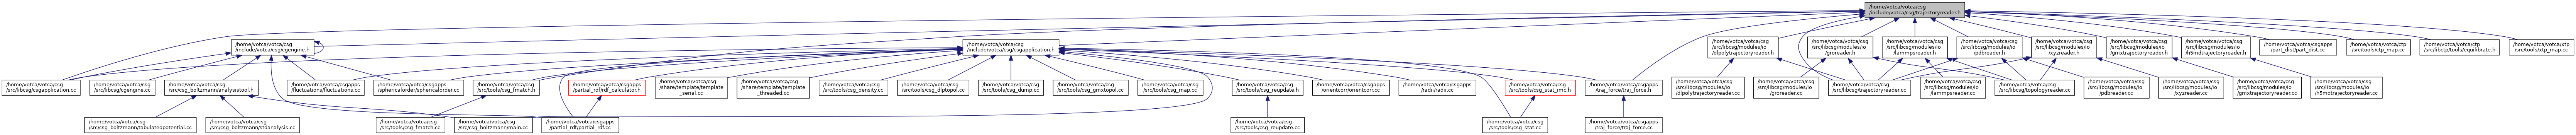 /home/votca/votca/csg
/include/votca/csg/trajectoryreader.h
/home/votca/votca/csg
/include/votca/csg/cgengine.h
/home/votca/votca/csg
/include/votca/csg/csgapplication.h
/home/votca/votca/csg
/src/libcsg/modules/io
/dlpolytrajectoryreader.h
/home/votca/votca/csg
/src/libcsg/modules/io
/groreader.h
/home/votca/votca/csg
/src/libcsg/modules/io
/lammpsreader.h
/home/votca/votca/csg
/src/libcsg/modules/io
/pdbreader.h
/home/votca/votca/csg
/src/libcsg/modules/io
/xyzreader.h
/home/votca/votca/csg
/src/libcsg/modules/io
/gmxtrajectoryreader.h
/home/votca/votca/csg
/src/libcsg/modules/io
/h5mdtrajectoryreader.h
/home/votca/votca/csgapps
/part_dist/part_dist.cc
/home/votca/votca/xtp
/src/tools/ctp_map.cc
/home/votca/votca/xtp
/src/libctp/tools/equilibrate.h
/home/votca/votca/xtp
/src/tools/xtp_map.cc
/home/votca/votca/csg
/src/libcsg/csgapplication.cc
/home/votca/votca/csg
/src/libcsg/cgengine.cc
/home/votca/votca/csg
/src/csg_boltzmann/analysistool.h
/home/votca/votca/csgapps
/fluctuations/fluctuations.cc
/home/votca/votca/csgapps
/sphericalorder/sphericalorder.cc
/home/votca/votca/csg
/src/tools/csg_fmatch.h
/home/votca/votca/csgapps
/partial_rdf/rdf_calculator.h
/home/votca/votca/csg
/share/template/template
_serial.cc
/home/votca/votca/csg
/share/template/template
_threaded.cc
/home/votca/votca/csg
/src/tools/csg_density.cc
/home/votca/votca/csg
/src/tools/csg_dlptopol.cc
/home/votca/votca/csg
/src/tools/csg_dump.cc
/home/votca/votca/csg
/src/tools/csg_gmxtopol.cc
/home/votca/votca/csg
/src/tools/csg_map.cc
/home/votca/votca/csg
/src/tools/csg_reupdate.h
/home/votca/votca/csgapps
/orientcorr/orientcorr.cc
/home/votca/votca/csgapps
/radii/radii.cc
/home/votca/votca/csg
/src/tools/csg_stat_imc.h
/home/votca/votca/csgapps
/traj_force/traj_force.h
/home/votca/votca/csg
/src/libcsg/modules/io
/dlpolytrajectoryreader.cc
/home/votca/votca/csg
/src/libcsg/modules/io
/groreader.cc
/home/votca/votca/csg
/src/libcsg/trajectoryreader.cc
/home/votca/votca/csg
/src/libcsg/modules/io
/lammpsreader.cc
/home/votca/votca/csg
/src/libcsg/topologyreader.cc
/home/votca/votca/csg
/src/libcsg/modules/io
/pdbreader.cc
/home/votca/votca/csg
/src/libcsg/modules/io
/xyzreader.cc
/home/votca/votca/csg
/src/libcsg/modules/io
/gmxtrajectoryreader.cc
/home/votca/votca/csg
/src/libcsg/modules/io
/h5mdtrajectoryreader.cc
/home/votca/votca/csg
/src/csg_boltzmann/tabulatedpotential.cc
/home/votca/votca/csg
/src/csg_boltzmann/stdanalysis.cc
/home/votca/votca/csg
/src/tools/csg_fmatch.cc
/home/votca/votca/csg
/src/csg_boltzmann/main.cc
/home/votca/votca/csgapps
/partial_rdf/partial_rdf.cc
/home/votca/votca/csg
/src/tools/csg_reupdate.cc
/home/votca/votca/csg
/src/tools/csg_stat.cc
/home/votca/votca/csgapps
/traj_force/traj_force.cc